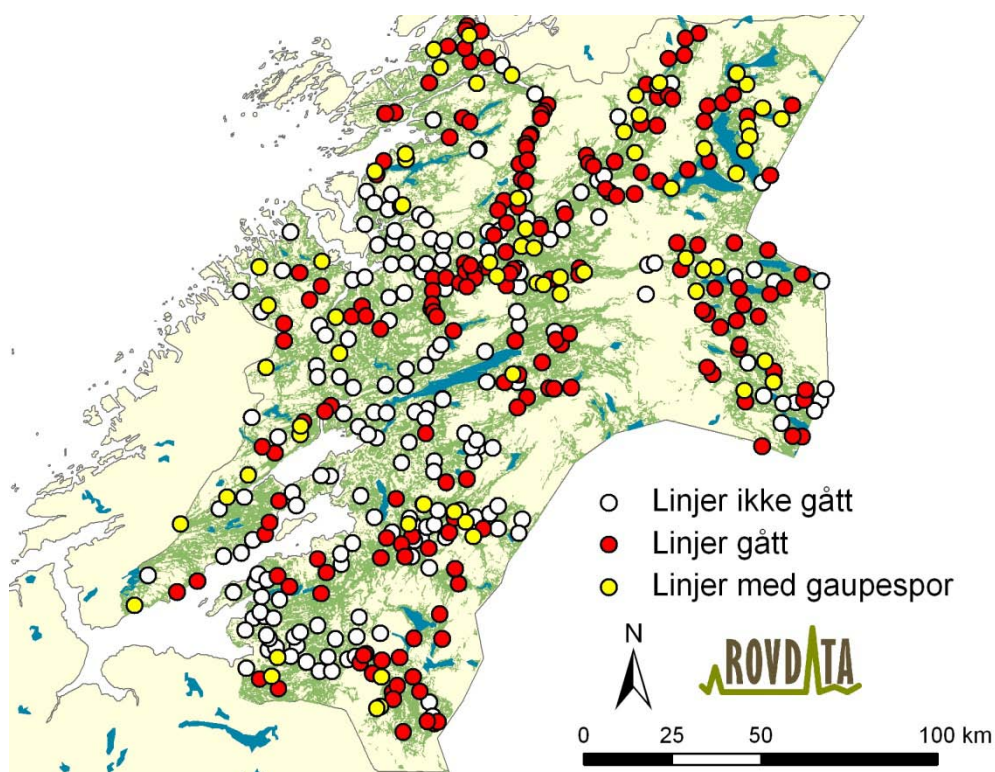 Linjer ikke gått
Linjer gått
Linjer med gaupespor
N
ROVDATA
0 25 50 100 km